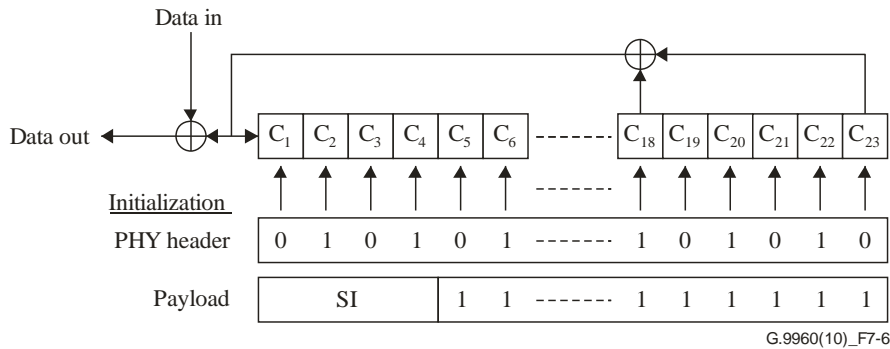 Data in
Data out
C1 C2 C3 C4 C5 C6 C18 C19 C20 C21 C22 C23
Initialization
PHY header 0 1 0 1 0 1 1 0 1 0 1 0
Payload SI 1 1 1 1 1 1 1 1
G.9960(10)_F7-6